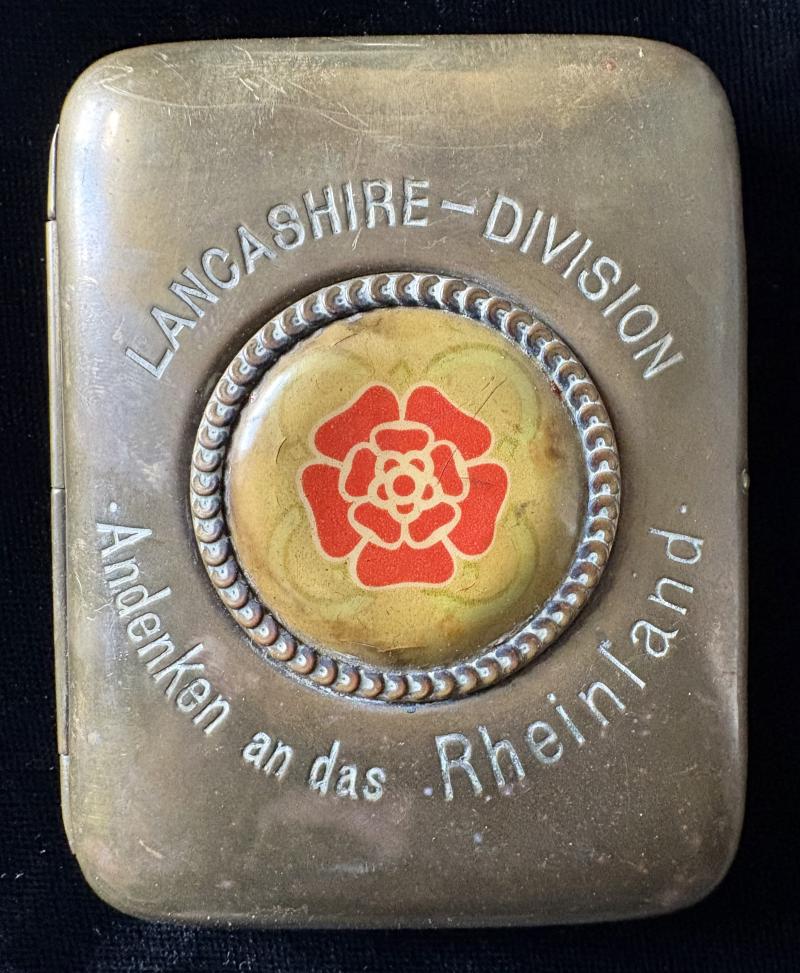 LANCASHIRE-DIVISION
·Andenken an das Rheinland·